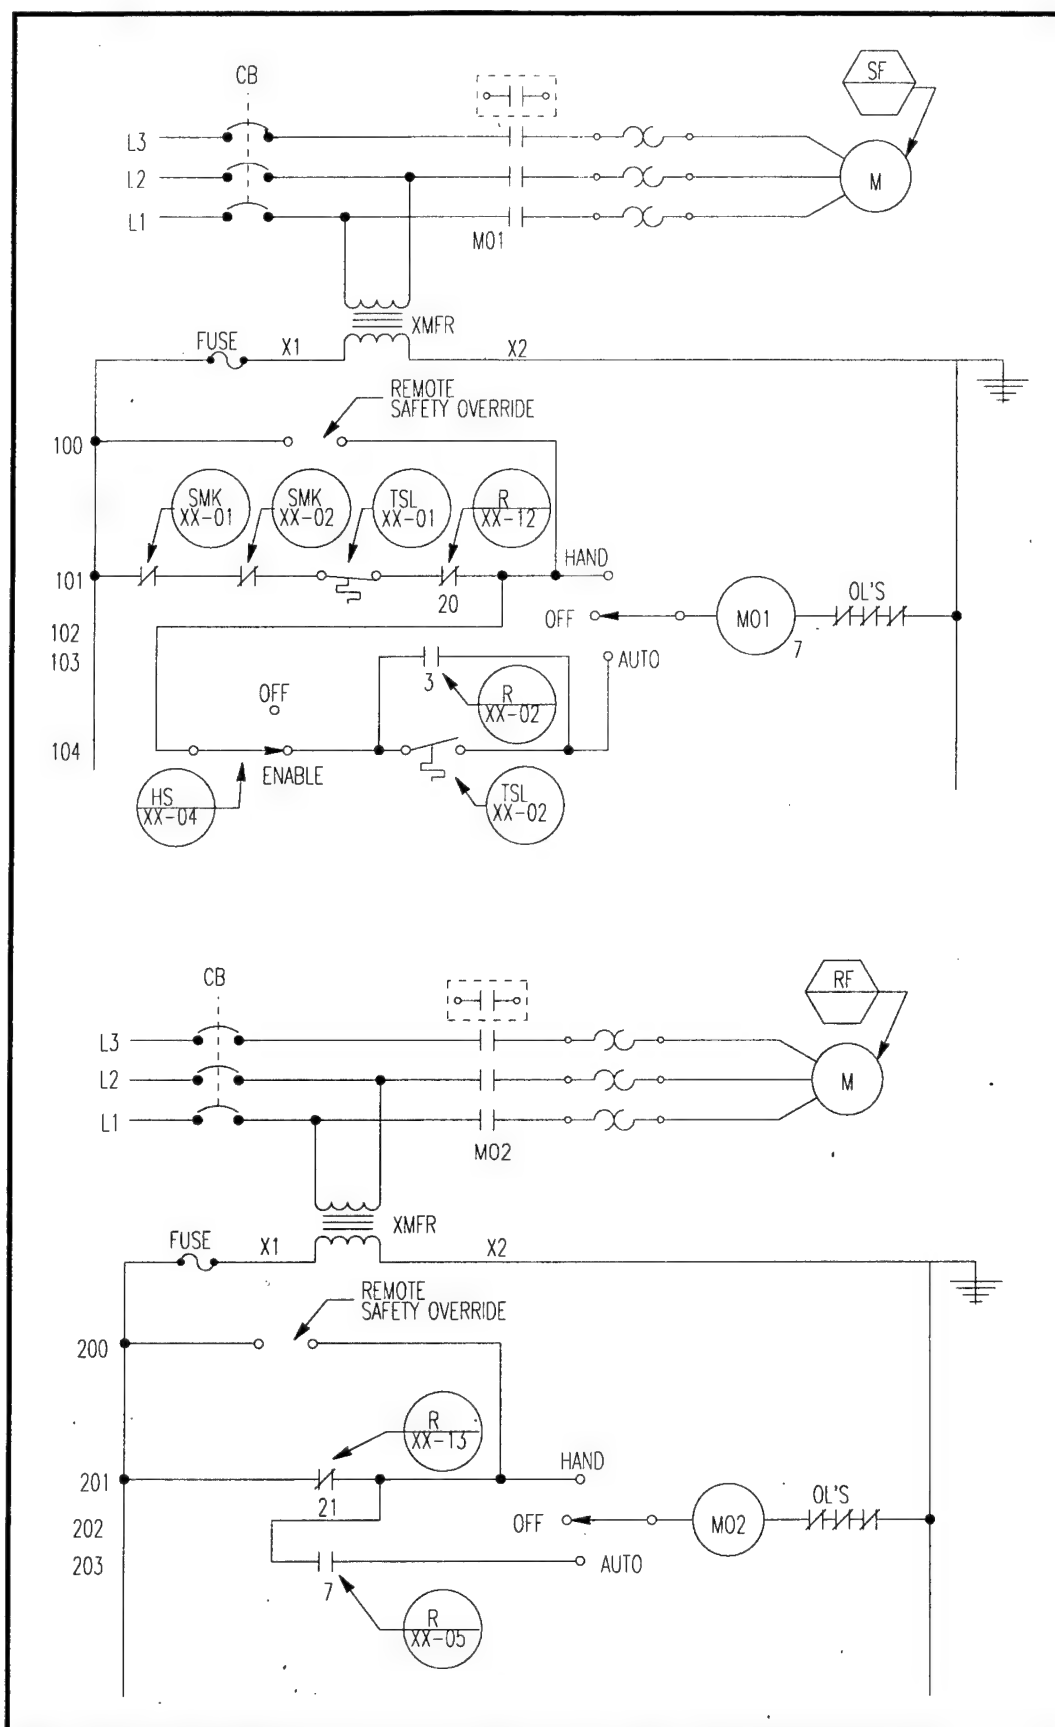 SF
CB
L3
L2
L1
M
M01
XMFR
FUSE
X1
X2
REMOTE
SAFETY OVERRIDE
100
SMK
XX-01
SMK
XX-02
TSL
XX-01
R
XX-12
HAND
101
20
OL'S
OFF
M01
102
7
103
AUTO
3
R
XX-02
OFF
104
ENABLE
HS
XX-04
TSL
XX-02
RF
CB
L3
L2
L1
M
M02
XMFR
FUSE
X1
X2
REMOTE
SAFETY OVERRIDE
200
R
XX-13
HAND
201
21
OL'S
OFF
M02
202
203
AUTO
7
R
XX-05